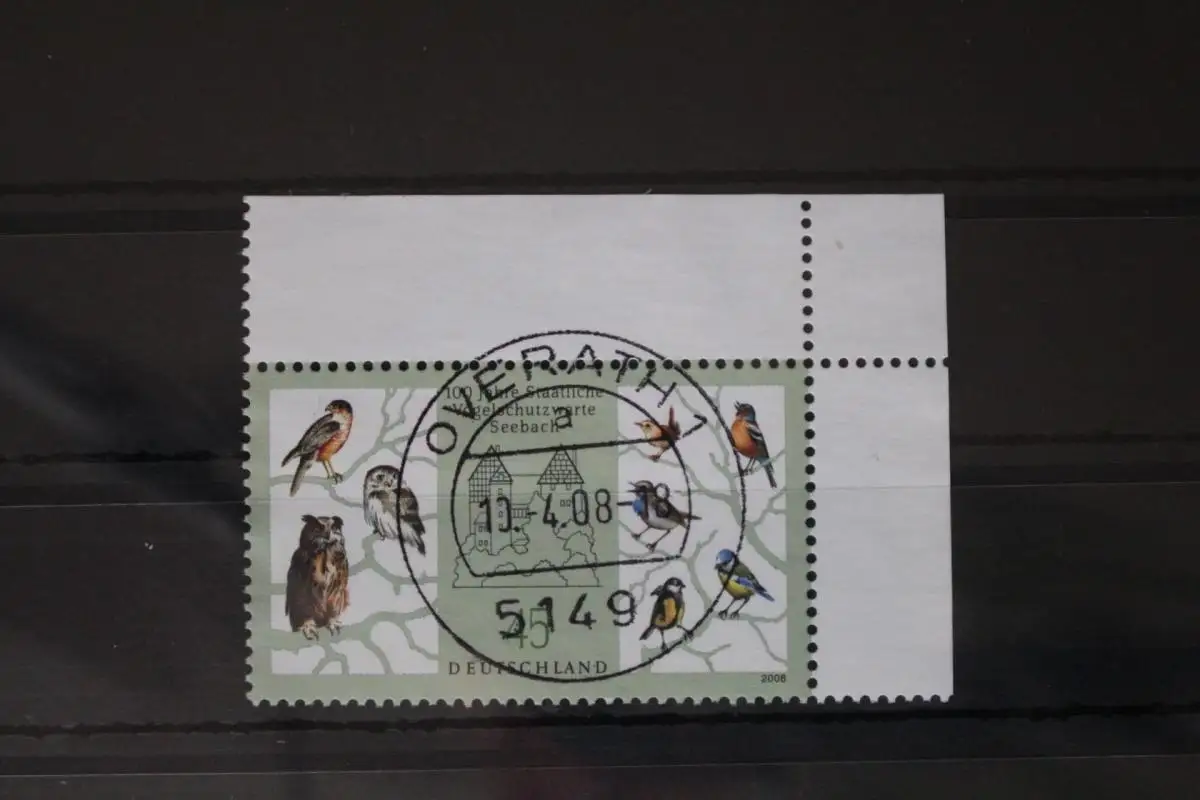 100 Jahre Staatliche
Vogelschutzwarte
Seebach
OVERATH 1
a
10.-4.08-18
5149
45
DEUTSCHLAND
2008